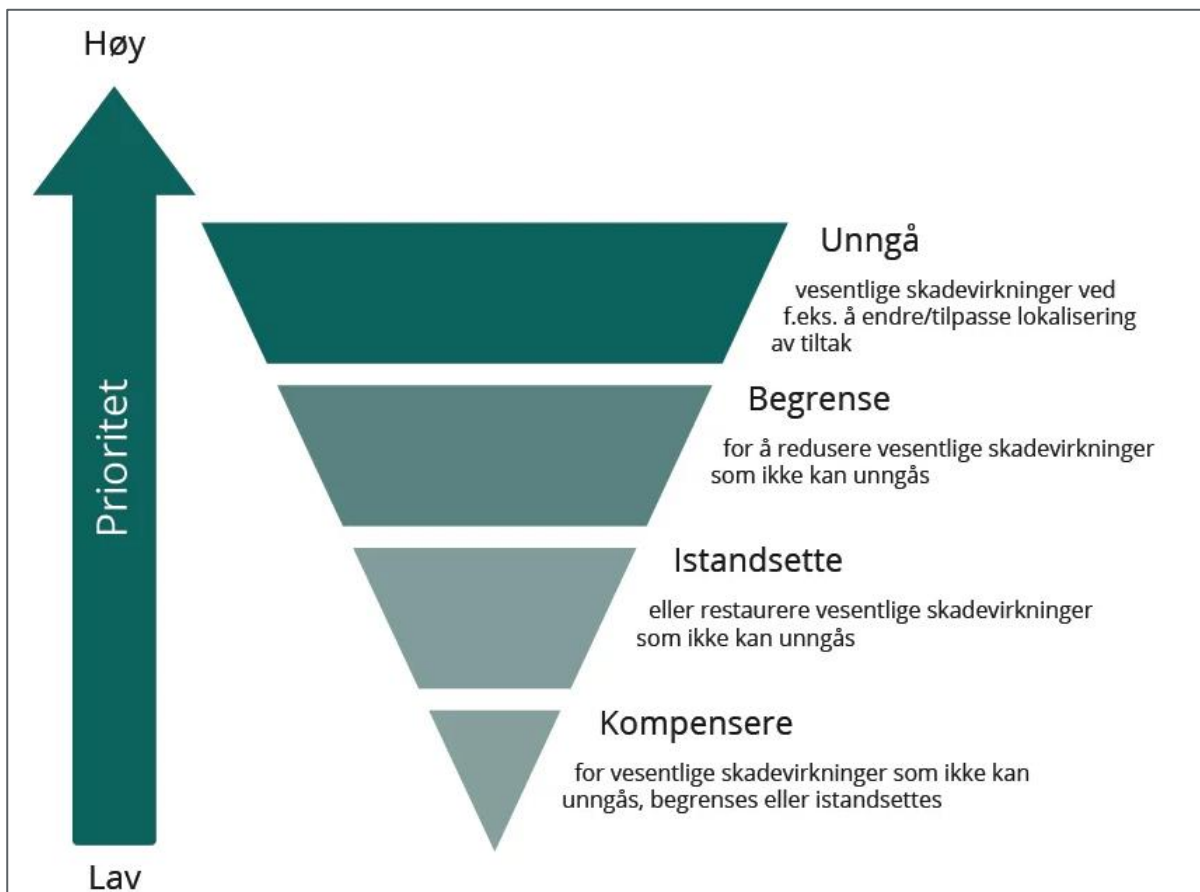 Høy
Prioritet
Lav
Unngå
vesentlige skadevirkninger ved
f.eks. å endre/tilpasse lokalisering
av tiltak
Begrense
for å redusere vesentlige skadevirkninger
som ikke kan unngås
Istandsette
eller restaurere vesentlige skadevirkninger
som ikke kan unngås
Kompensere
for vesentlige skadevirkninger som ikke kan
unngås, begrenses eller istandsettes